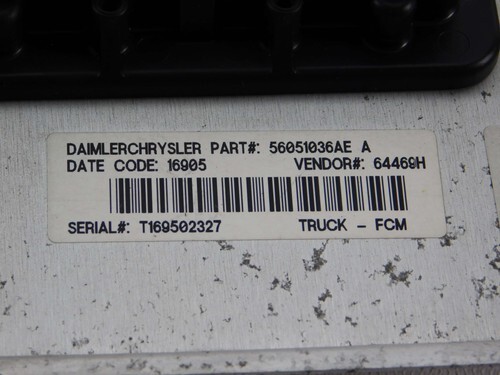 DAIMLERCHRYSLER PART#: 56051036AE A
DATE CODE: 16905 VENDOR#: 64469H
SERIAL#: T169502327 TRUCK - FCM